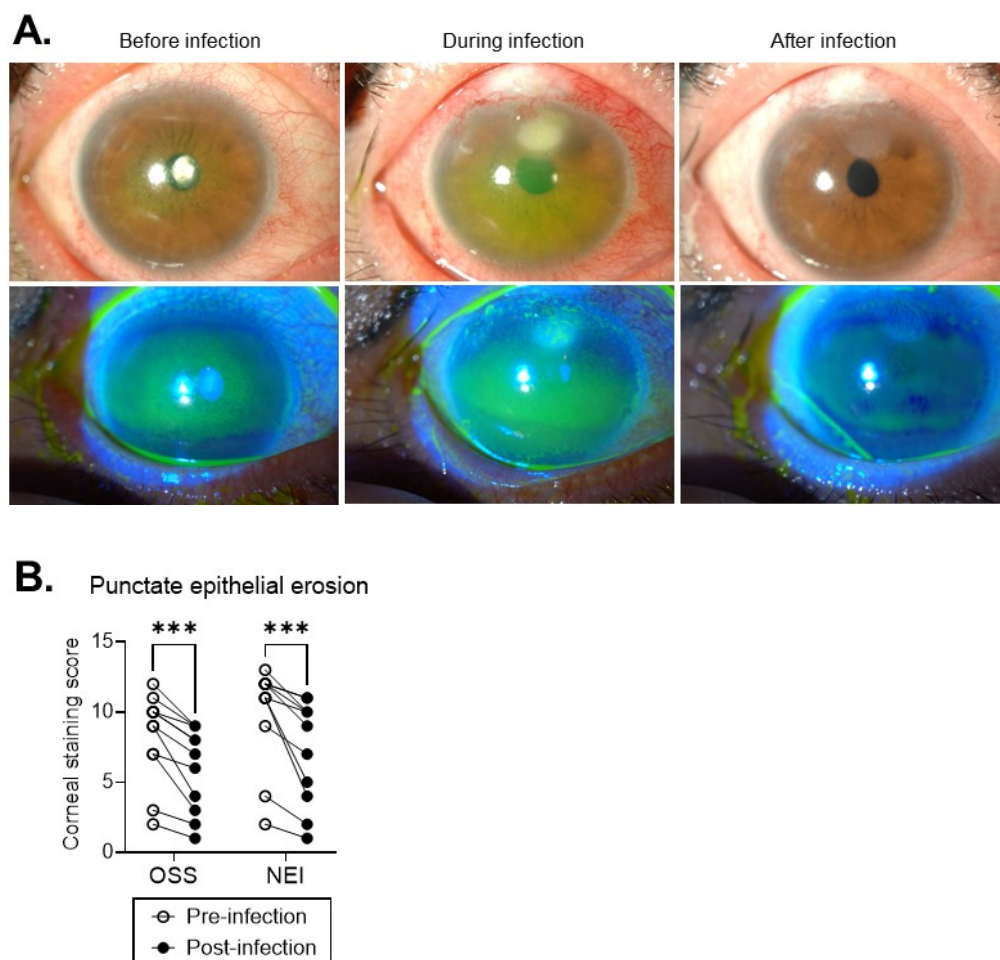 A.
Before infection
During infection
After infection
B.
Punctate epithelial erosion
*** ***
15
10
5
0
Corneal staining score
OSS
NEI
Pre-infection
Post-infection